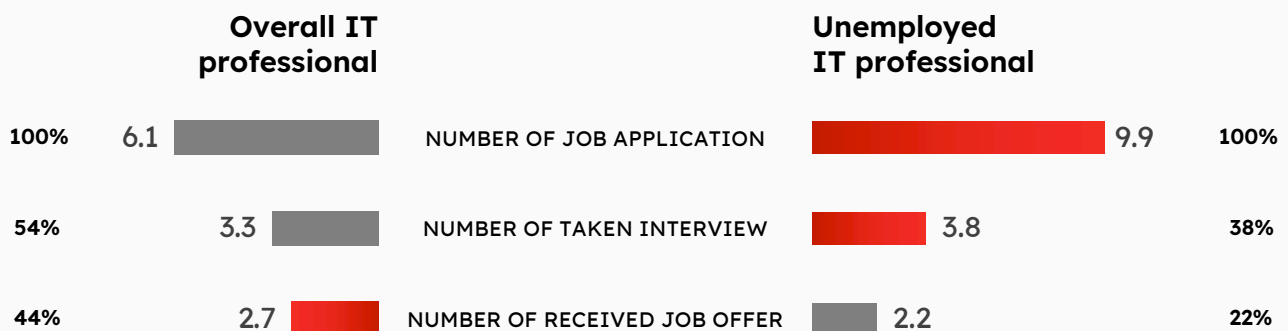 Overall IT
professional
Unemployed
IT professional
100% 6.1 NUMBER OF JOB APPLICATION 9.9 100%
54% 3.3 NUMBER OF TAKEN INTERVIEW 3.8 38%
44% 2.7 NUMBER OF RECEIVED JOB OFFER 2.2 22%